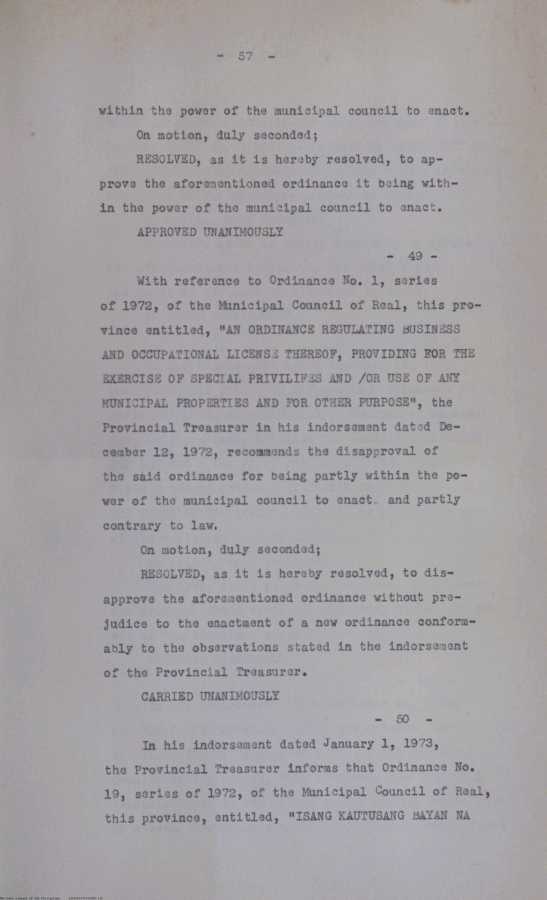 - 57 -
within the power of the municipal council to enact.
On motion, duly seconded;
RESOLVED, as it is hereby resolved, to ap-
prove the aforementioned ordinance it being with-
in the power of the municipal council to enact.
APPROVED UNANIMOUSLY
- 49 -
With reference to Ordinance No. 1, series
of 1972, of the Municipal Council of Real, this pro-
vince entitled, "AN ORDINANCE REGULATING BUSINESS
AND OCCUPATIONAL LICENSE THEREOF, PROVIDING FOR THE
EXERCISE OF SPECIAL PRIVILIFES AND /OR USE OF ANY
MUNICIPAL PROPERTIES AND FOR OTHER PURPOSE", the
Provincial Treasurer in his indorsement dated De-
cember 12, 1972, recommends the disapproval of
the said ordinance for being partly within the po-
wer of the municipal council to enact. and partly
contrary to law.
On motion, duly seconded;
RESOLVED, as it is hereby resolved, to dis-
approve the aforementioned ordinance without pre-
judice to the enactment of a new ordinance conform-
ably to the observations stated in the indorsement
of the Provincial Treasurer.
CARRIED UNANIMOUSLY
- 50 -
In his indorsement dated January 1, 1973,
the Provincial Treasurer informs that Ordinance No.
19, series of 1972, of the Municipal Council of Real,
this province, entitled, "ISANG KAUTUSANG BAYAN NA